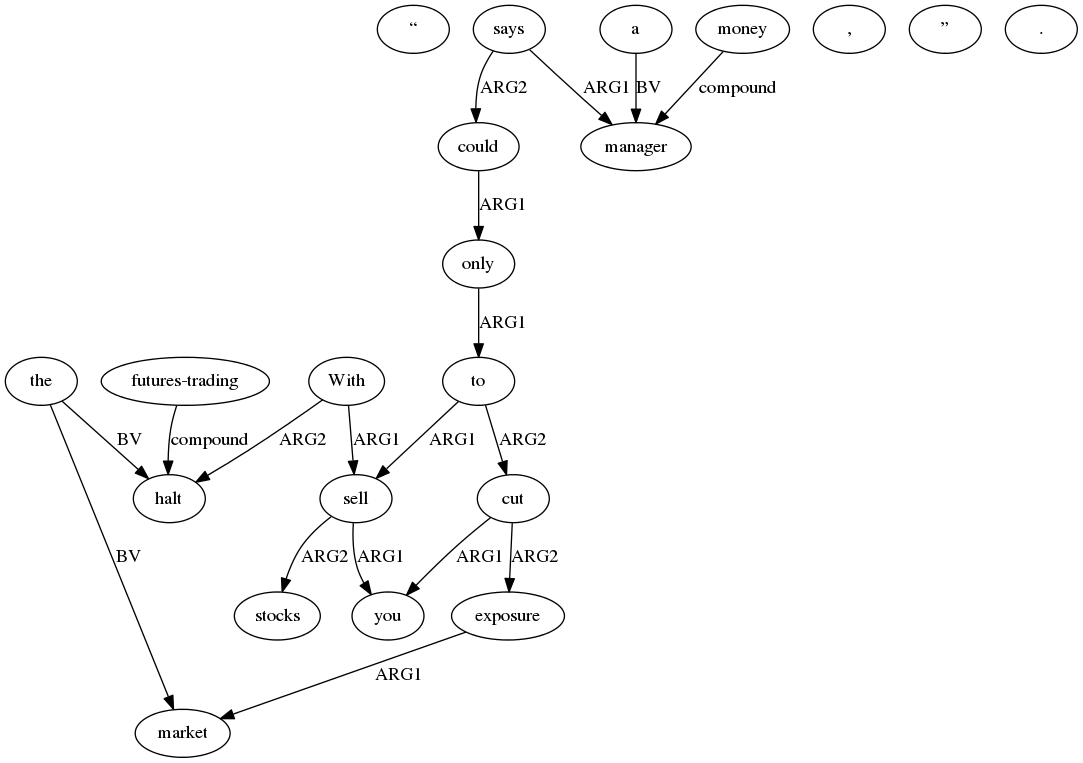 “ says a money , ” .
ARG2 ARG1 BV compound
could manager
ARG1
only
ARG1
the futures-trading With to
BV compound ARG2 ARG1 ARG1 ARG2
halt sell cut
BV ARG2 ARG1 ARG1 ARG2
stocks you exposure
ARG1
market